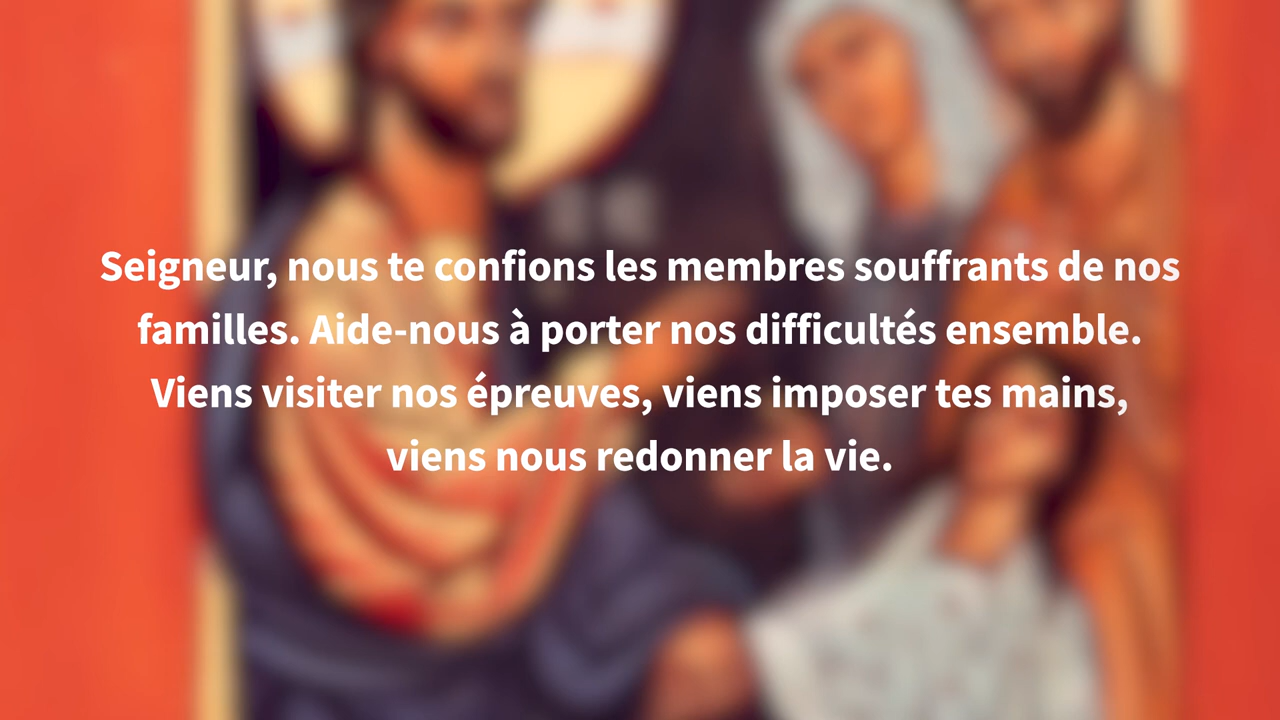 Seigneur, nous te confions les membres souffrants de nos
familles. Aide-nous à porter nos difficultés ensemble.
Viens visiter nos épreuves, viens imposer tes mains,
viens nous redonner la vie.